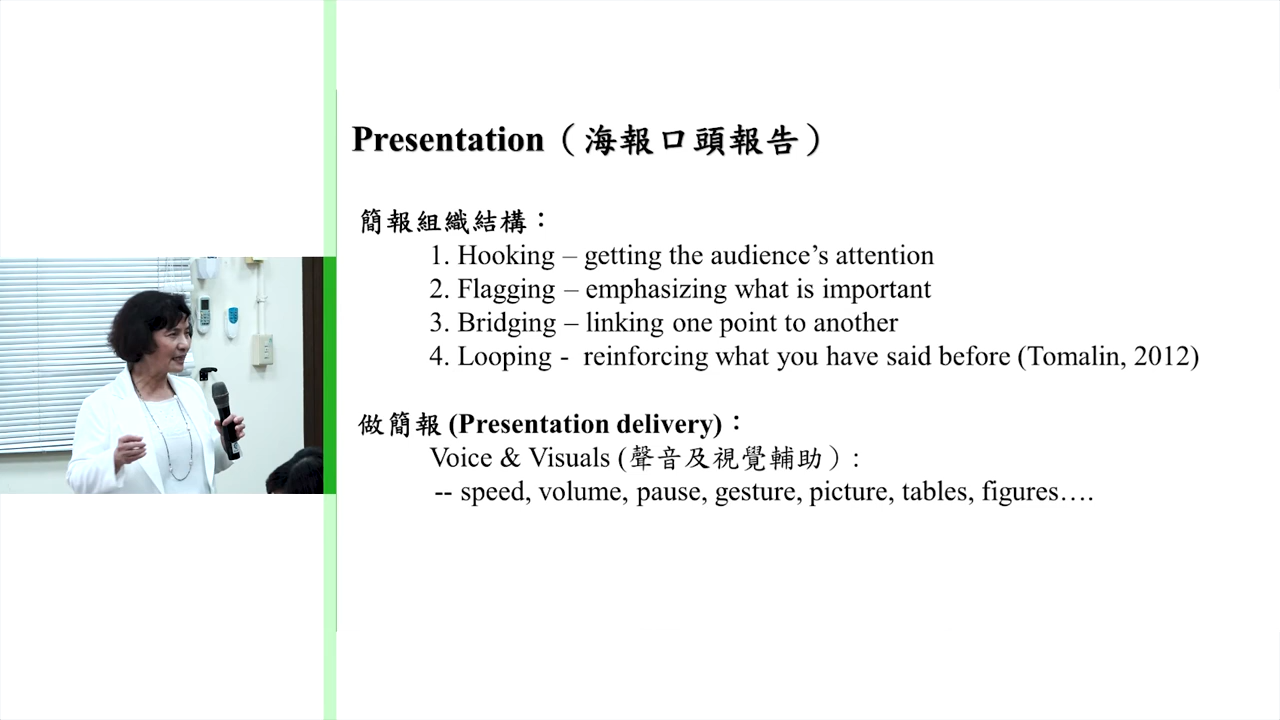 Presentation（海報口頭報告）
簡報組織結構：
1. Hooking – getting the audience’s attention
2. Flagging – emphasizing what is important
3. Bridging – linking one point to another
4. Looping -  reinforcing what you have said before (Tomalin, 2012)
做簡報 (Presentation delivery)：
Voice & Visuals (聲音及視覺輔助）:
-- speed, volume, pause, gesture, picture, tables, figures….